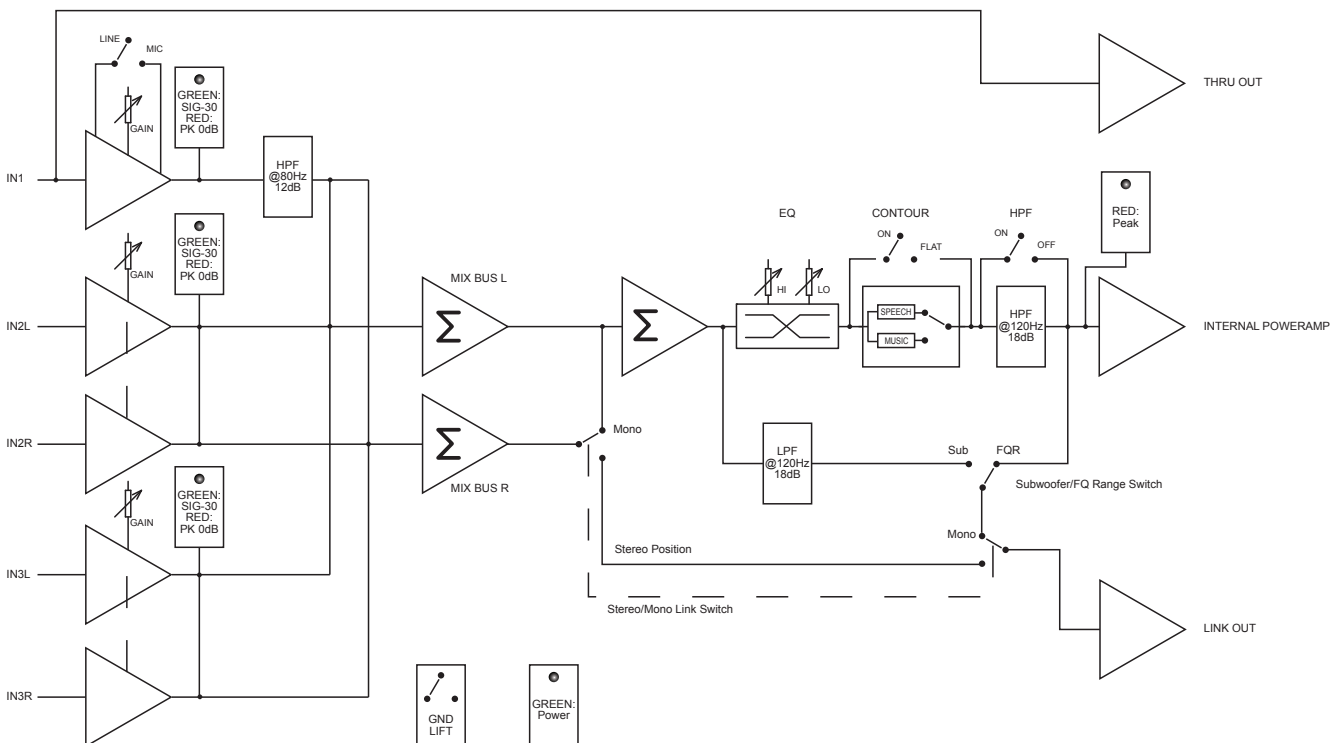 LINE
MIC
GREEN:
SIG-30
RED:
PK 0dB
GAIN
THRU OUT
IN1
HPF
@80Hz
12dB
RED:
Peak
EQ
CONTOUR
HPF
ON
FLAT
ON
OFF
GREEN:
SIG-30
RED:
PK 0dB
GAIN
MIX BUS L
HI
LO
SPEECH
MUSIC
HPF
@120Hz
18dB
IN2L
Σ
Σ
INTERNAL POWERAMP
IN2R
Σ
MIX BUS R
Mono
LPF
@120Hz
18dB
Sub
FQR
Subwoofer/FQ Range Switch
GREEN:
SIG-30
RED:
PK 0dB
GAIN
Mono
Stereo Position
IN3L
Stereo/Mono Link Switch
LINK OUT
IN3R
GND
LIFT
GREEN:
Power